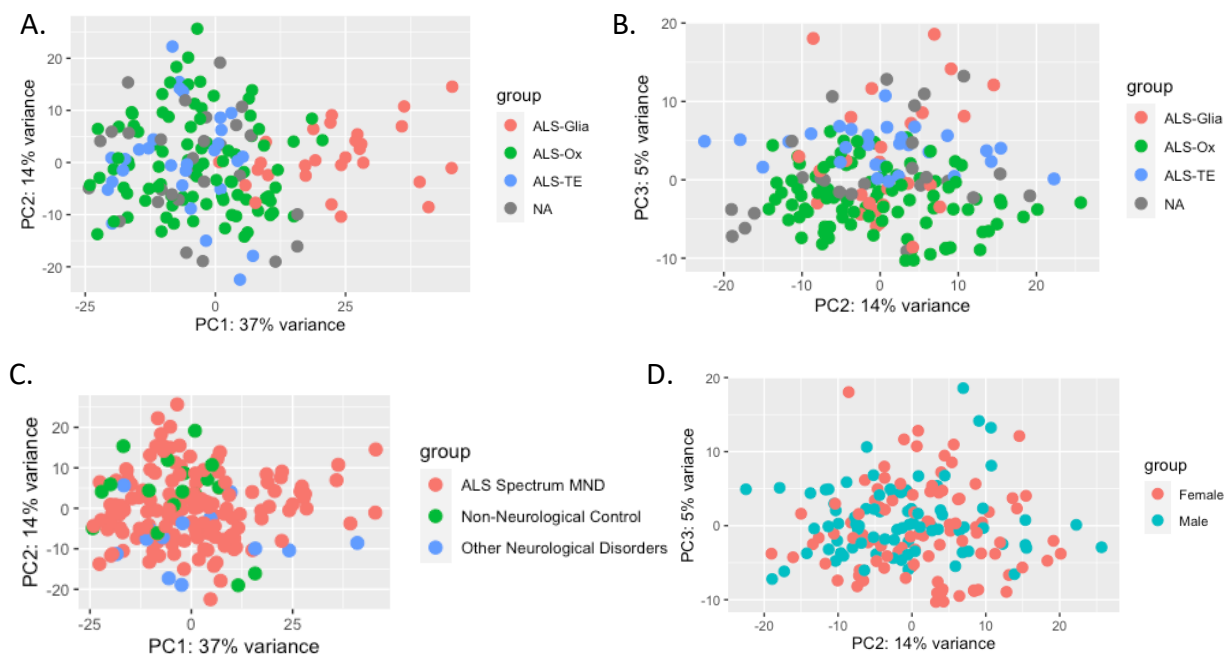 A.
PC2: 14% variance
20
10
0
-10
-20
-25
0
25
PC1: 37% variance
group
ALS-Glia
ALS-Ox
ALS-TE
NA
B.
PC3: 5% variance
20
10
0
-10
-20
-10
0
10
20
PC2: 14% variance
group
ALS-Glia
ALS-Ox
ALS-TE
NA
C.
PC2: 14% variance
20
10
0
-10
-20
-25
0
25
PC1: 37% variance
group
ALS Spectrum MND
Non-Neurological Control
Other Neurological Disorders
D.
PC3: 5% variance
20
10
0
-10
-20
-10
0
10
20
PC2: 14% variance
group
Female
Male